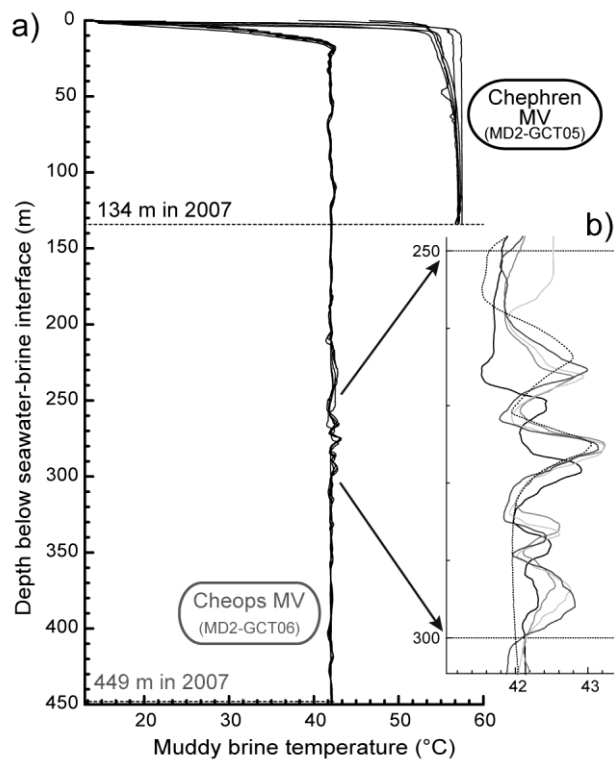 a)
0
50
100
150
200
250
300
350
400
450
Depth below seawater-brine interface (m)
Chephren
MV
(MD2-GCT05)
134 m in 2007
b)
250
300
42
43
Cheops MV
(MD2-GCT06)
449 m in 2007
20
30
40
50
60
Muddy brine temperature (°C)